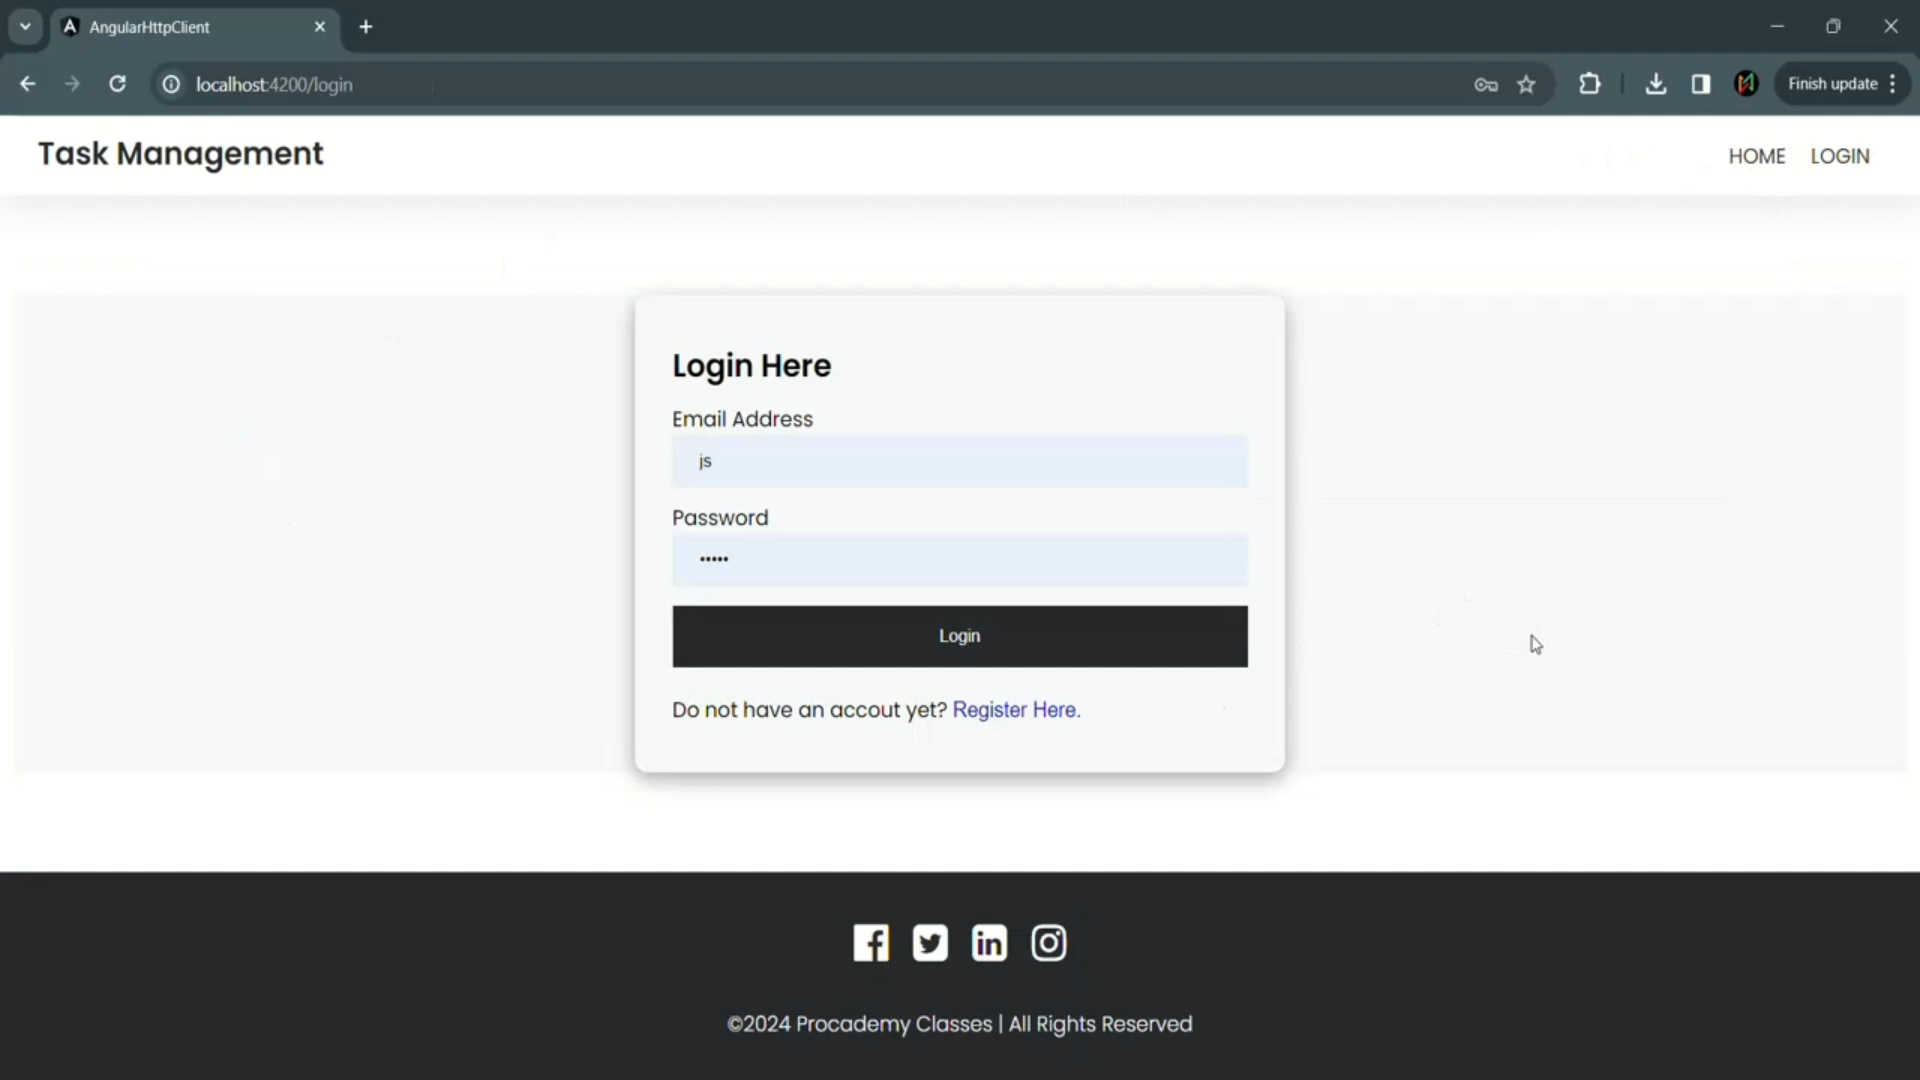 AngularHttpClient
localhost:4200/login
Finish update
Task Management
HOME LOGIN
Login Here
Email Address
js
Password
•••••
Login
Do not have an accout yet? Register Here.
©2024 Procademy Classes | All Rights Reserved